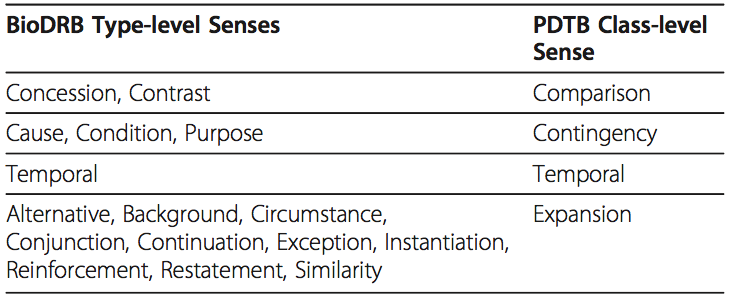 BioDRB Type-level Senses PDTB Class-level
Sense
Concession, Contrast Comparison
Cause, Condition, Purpose Contingency
Temporal Temporal
Alternative, Background, Circumstance, Expansion
Conjunction, Continuation, Exception, Instantiation,
Reinforcement, Restatement, Similarity